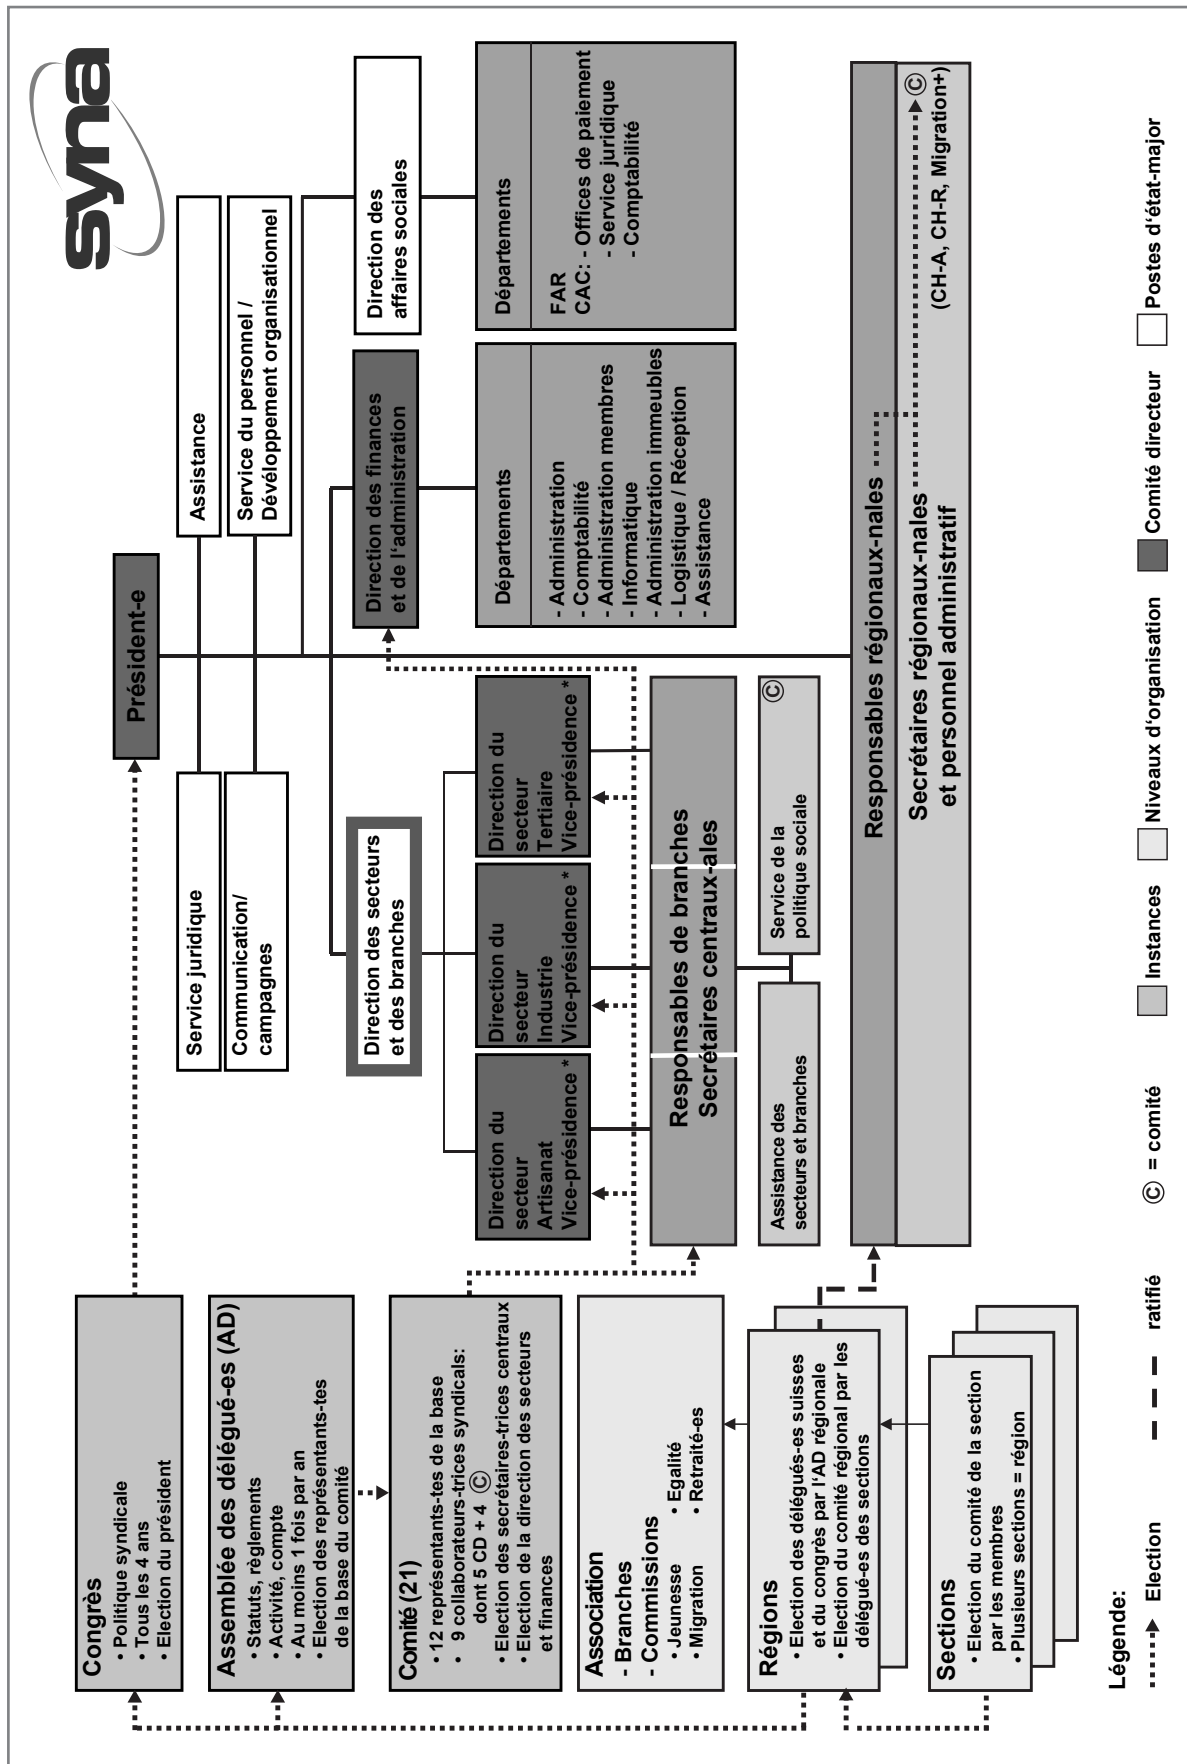 syna
Congrès
• Politique syndicale
• Tous les 4 ans
• Election du président
Assemblée des délégué-es (AD)
• Statuts, règlements
• Activité, compte
• Au moins 1 fois par an
• Election des représentants-tes
de la base du comité
Comité (21)
• 12 représentants-tes de la base
• 9 collaborateurs-trices syndicals:
dont 5 CD + 4 Ⓒ
• Election des secrétaires-trices centraux
• Election de la direction des secteurs
et finances
Association
- Branches
- Commissions
• Jeunesse • Egalité
• Migration • Retraité-es
Régions
• Election des délégués-es suisses
et du congrès par l'AD régionale
• Election du comité régional par les
délégué-es des sections
Sections
• Election du comité de la section
par les membres
• Plusieurs sections = région
Président-e
Service juridique
Assistance
Communication/
campagnes
Service du personnel /
Dévéloppement organisationnel
Direction des secteurs
et des branches
Direction des finances
et de l'administration
Direction des
affaires sociales
Direction du
secteur
Artisanat
Vice-présidence *
Direction du
secteur
Industrie
Vice-présidence *
Direction du
secteur
Tertiaire
Vice-présidence *
Départements
- Administration
- Comptabilité
- Administration membres
- Informatique
- Administration immeubles
- Logistique / Réception
- Assistance
Départements
FAR
CAC: - Offices de paiement
- Service juridique
- Comptabilité
Responsables de branches
Secrétaires centraux-ales
Assistance des
secteurs et branches
Service de la
politique sociale
Ⓒ
Responsables régionaux-nales
Secrétaires régionaux-nales
et personnel administratif
Ⓒ
(CH-A, CH-R, Migration+)
Légende:
Election
ratifié
Ⓒ = comité
Instances
Niveaux d'organisation
Comité directeur
Postes d'état-major